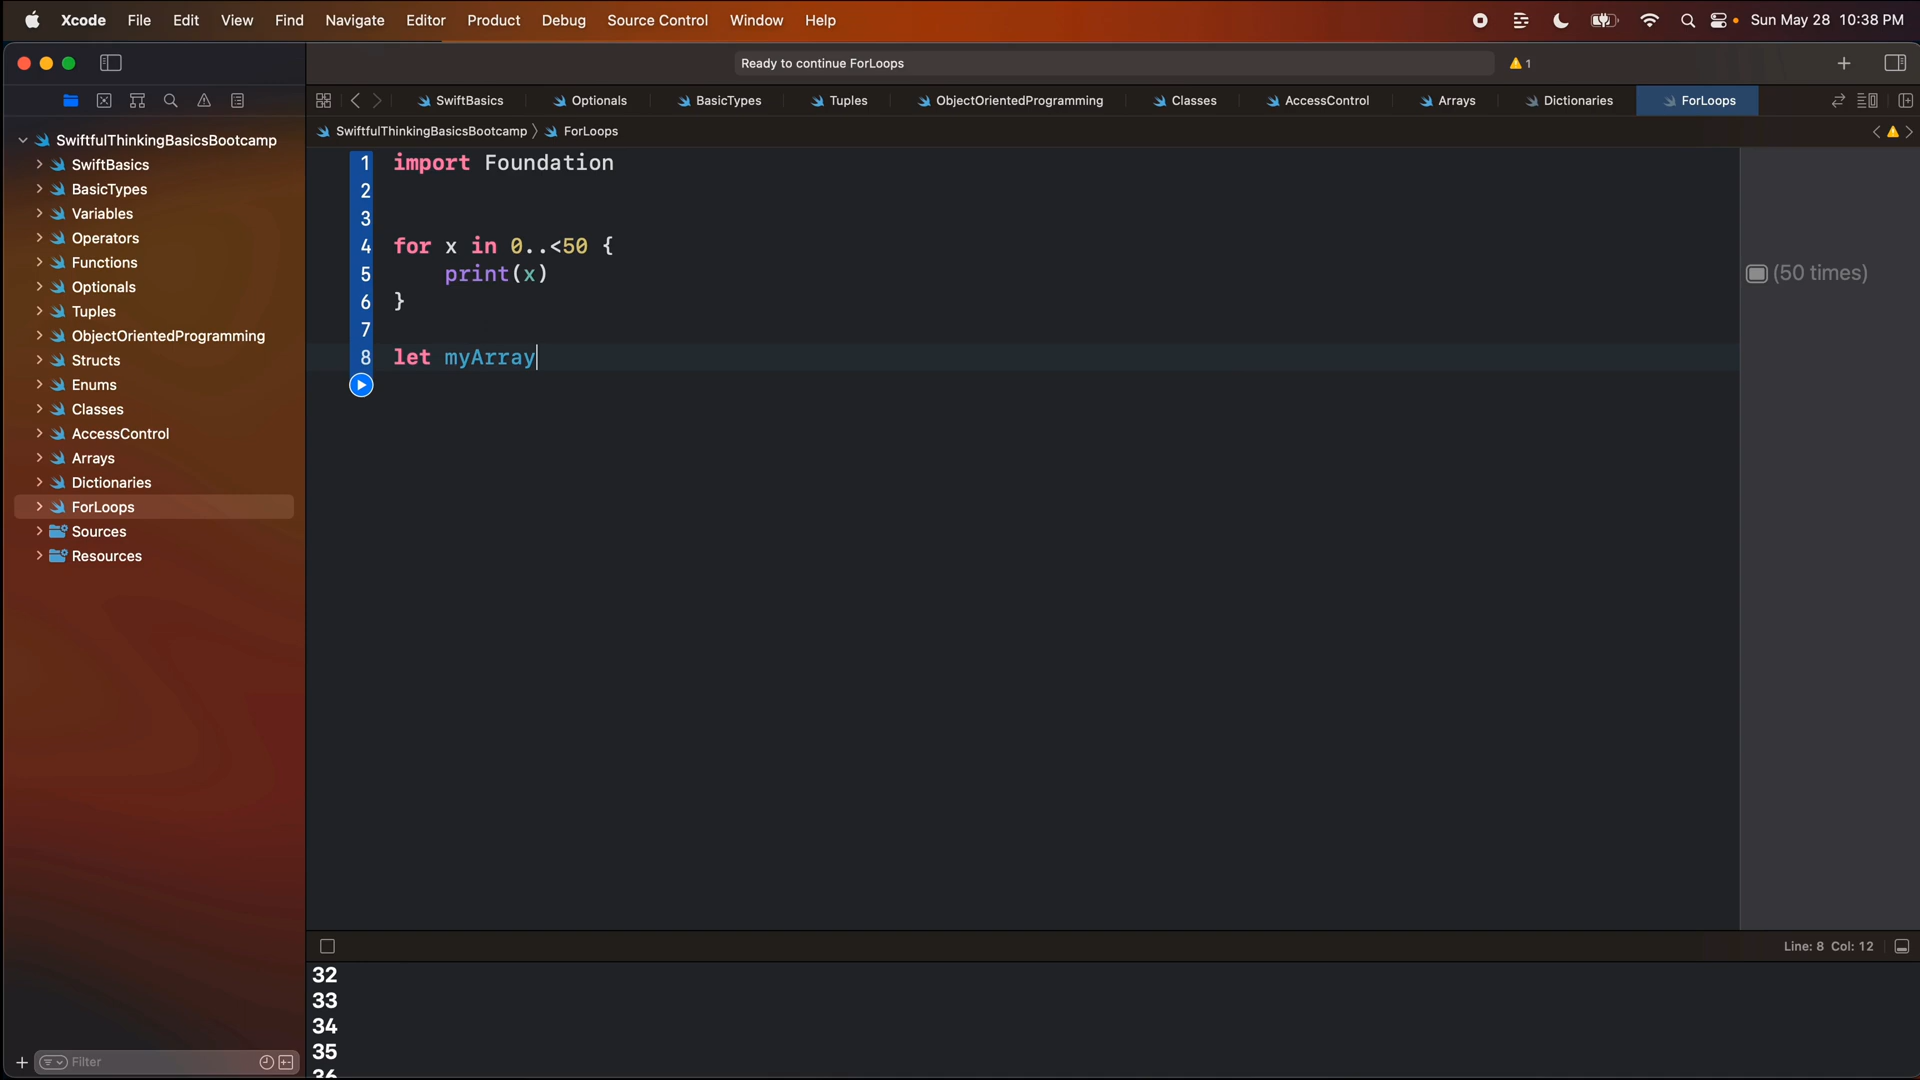 Xcode File Edit View Find Navigate Editor Product Debug Source Control Window Help Sun May 28 10:38 PM
Ready to continue ForLoops 1
SwiftBasics Optionals BasicTypes Tuples ObjectOrientedProgramming Classes AccessControl Arrays Dictionaries ForLoops
SwiftfulThinkingBasicsBootcamp ForLoops
SwiftfulThinkingBasicsBootcamp
SwiftBasics
BasicTypes
Variables
Operators
Functions
Optionals
Tuples
ObjectOrientedProgramming
Structs
Enums
Classes
AccessControl
Arrays
Dictionaries
ForLoops
Sources
Resources
Filter
1 import Foundation
2
3
4 for x in 0..<50 {
5 print(x)
(50 times)
6 }
7
8 let myArray
Line: 8 Col: 12
32
33
34
35
36